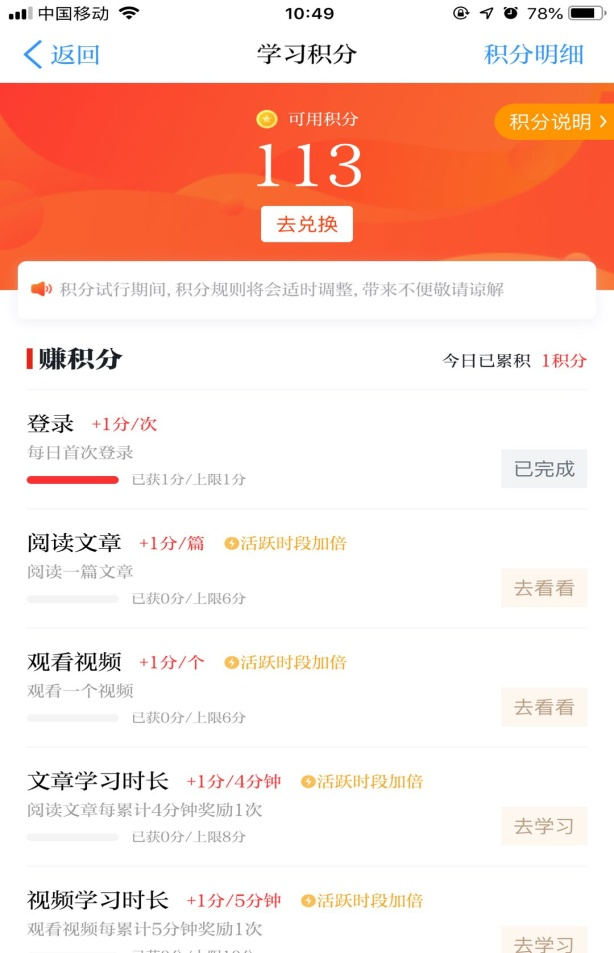 中国移动 10:49 78%
返回 学习积分 积分明细
可用积分 积分说明
113
去兑换
积分试行期间, 积分规则将会适时调整, 带来不便敬请谅解
赚积分 今日已累积 1积分
登录 +1分/次
每日首次登录
已获1分/上限1分 已完成
阅读文章 +1分/篇 活跃时段加倍
阅读一篇文章
已获0分/上限6分 去看看
观看视频 +1分/个 活跃时段加倍
观看一个视频
已获0分/上限6分 去看看
文章学习时长 +1分/4分钟 活跃时段加倍
阅读文章每累计4分钟奖励1次
已获0分/上限8分 去学习
视频学习时长 +1分/5分钟 活跃时段加倍
观看视频每累计5分钟奖励1次
去学习